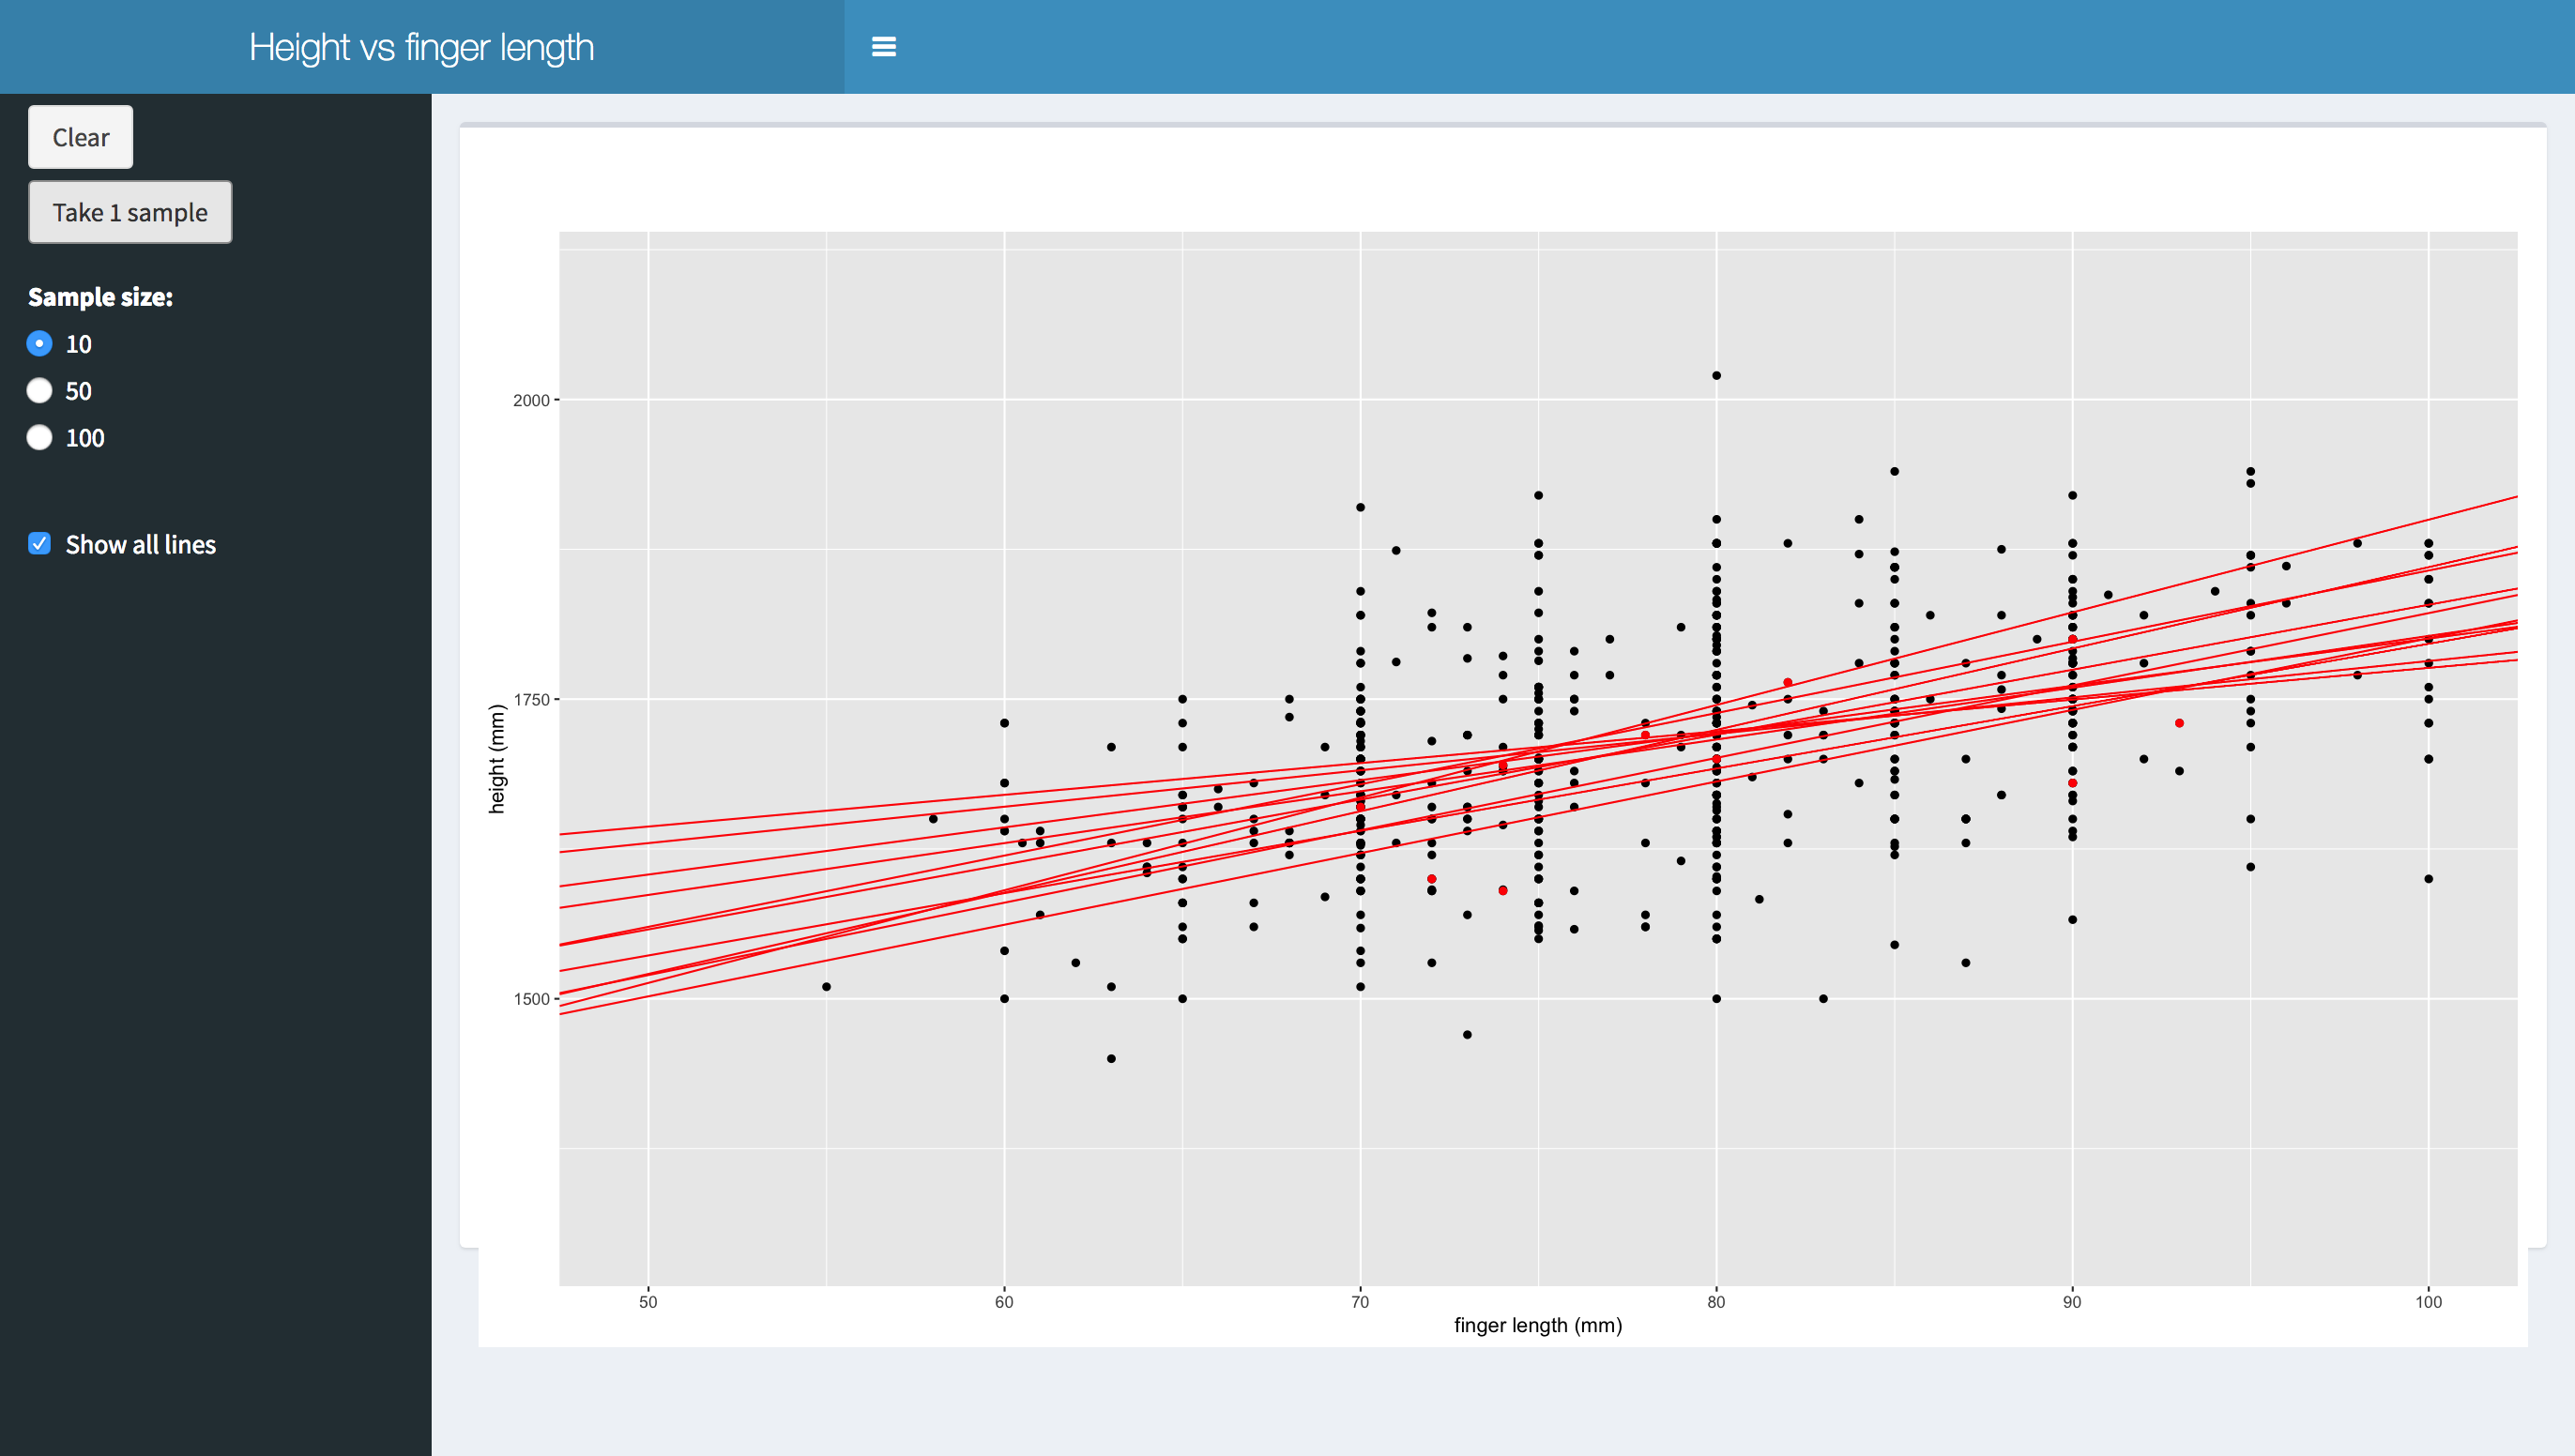 Height vs finger length
Clear
Take 1 sample
Sample size:
10
50
100
Show all lines
2000
1750
1500
height (mm)
50 60 70 80 90 100
finger length (mm)